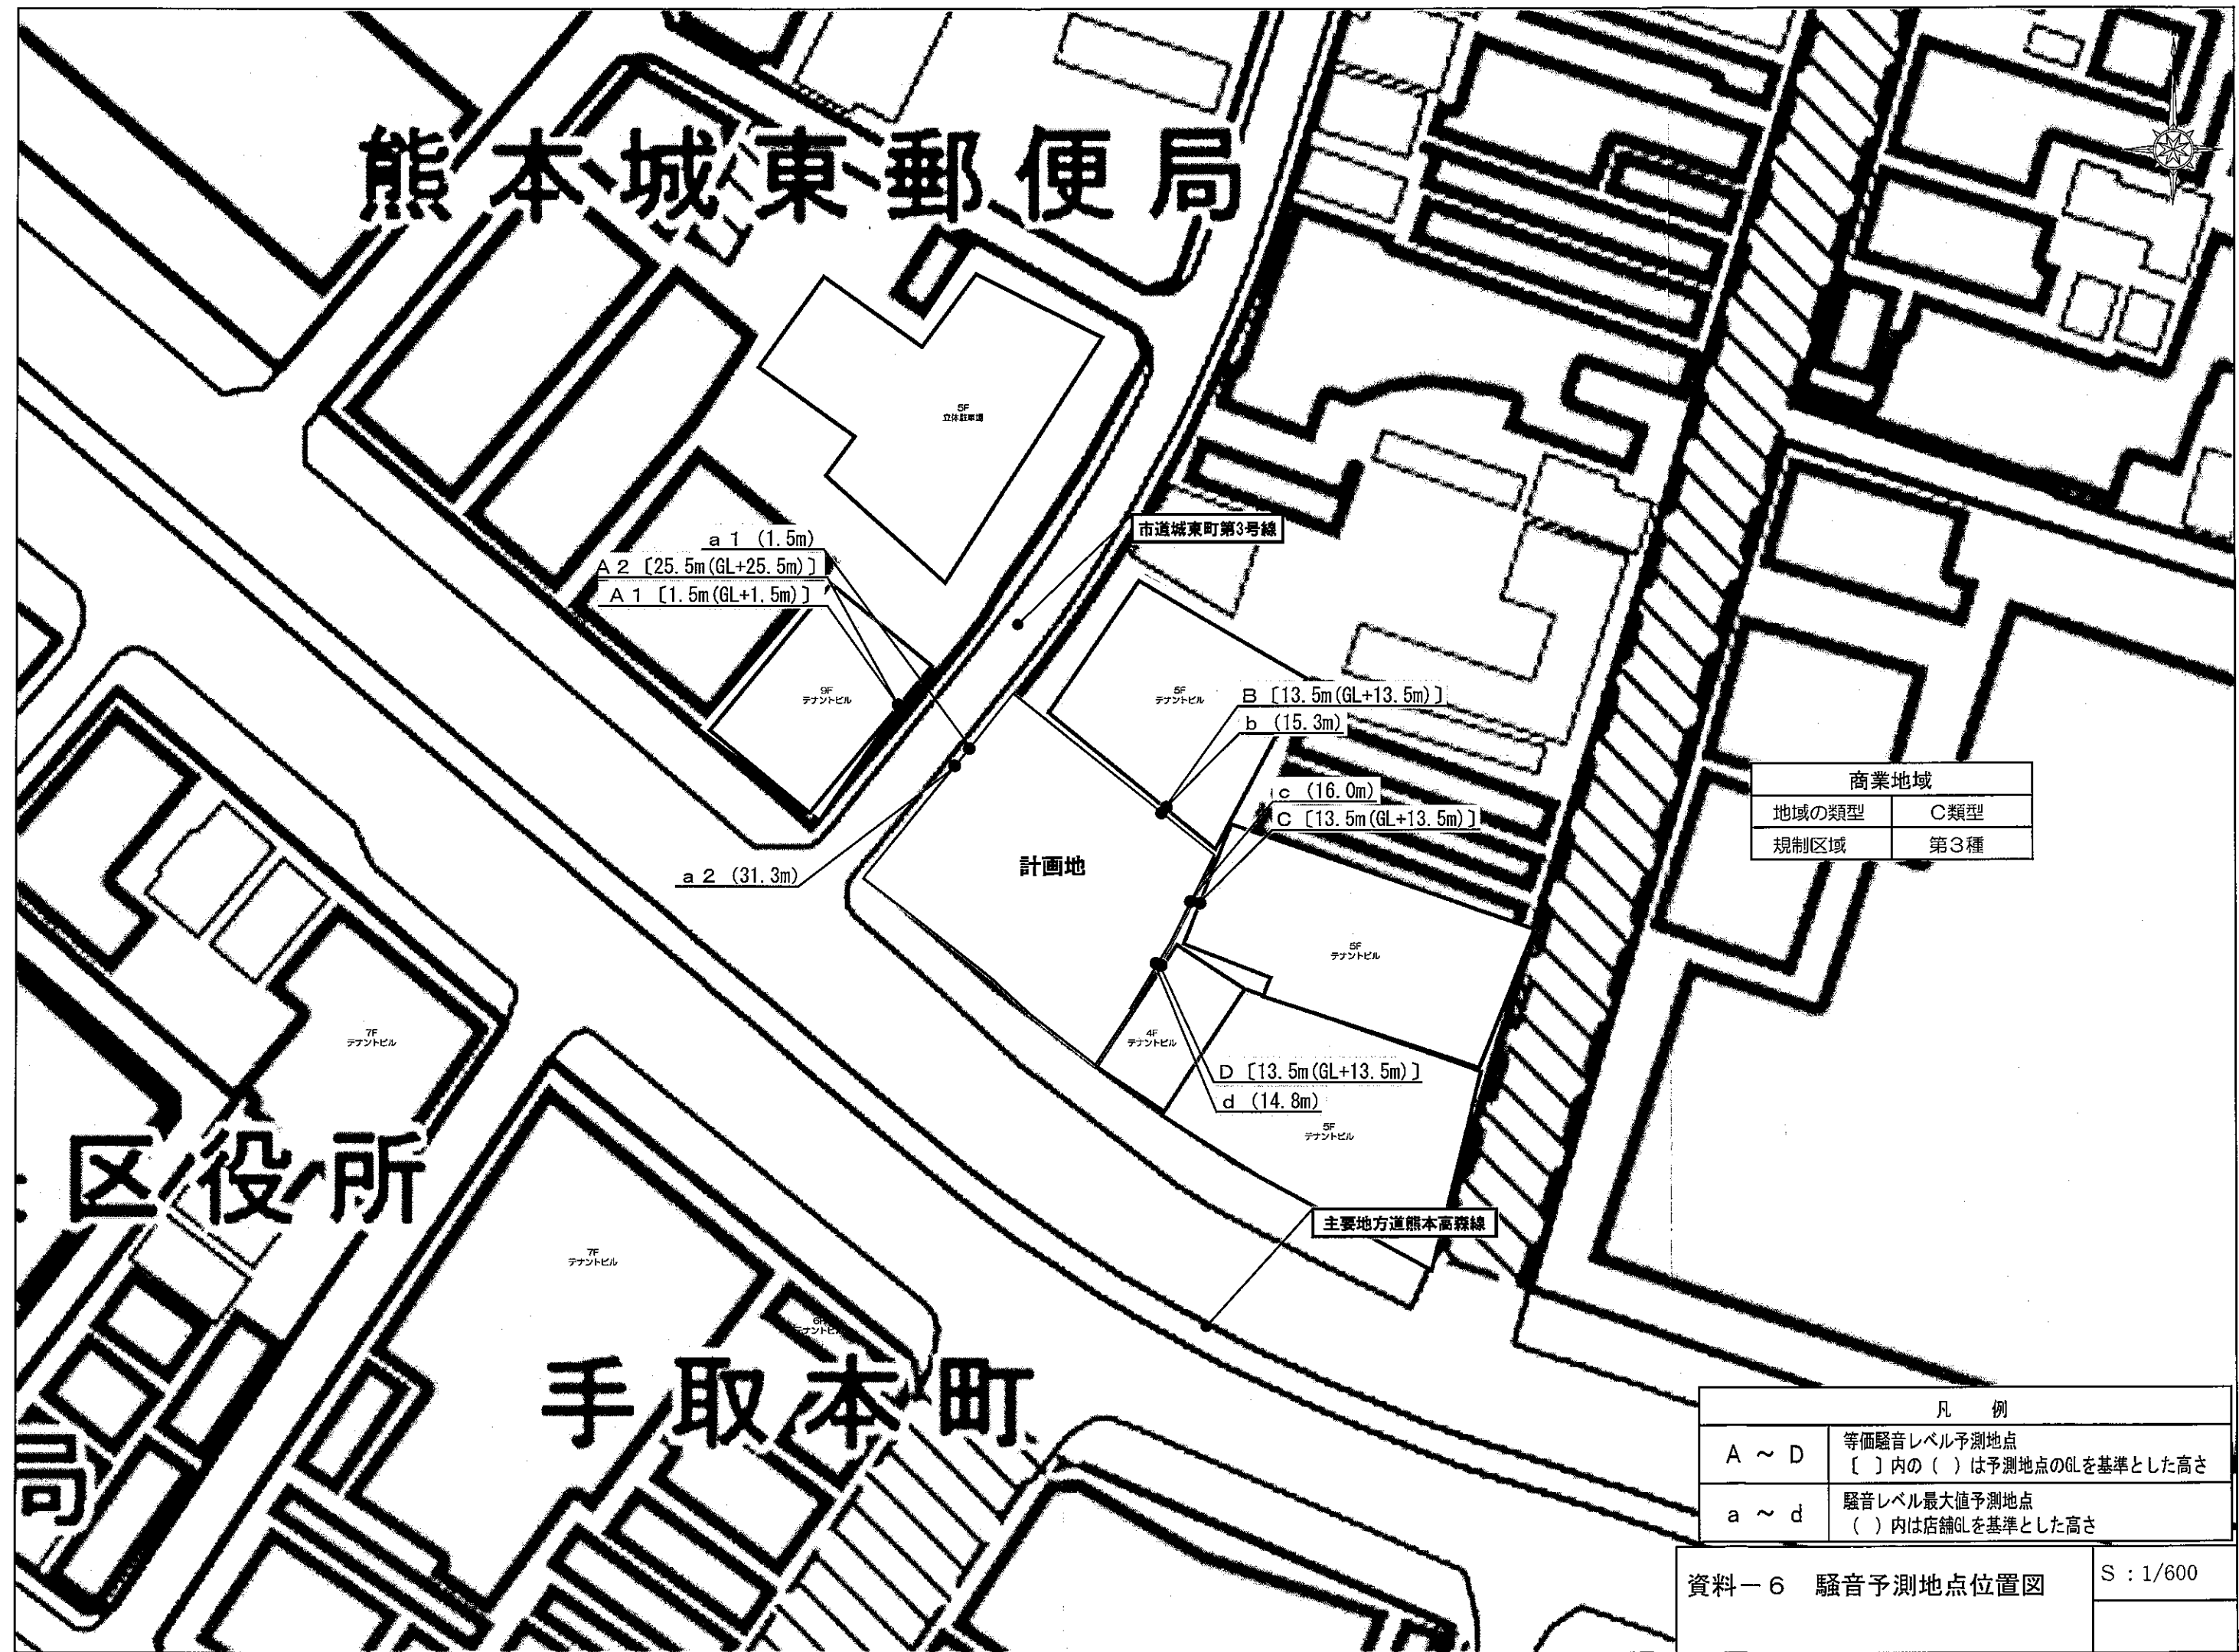 熊本城東郵便局
5F
立体駐車場
市道城東町第3号線
a 1 (1.5m)
A 2 〔25.5m(GL+25.5m)〕
A 1 〔1.5m(GL+1.5m)〕
9F
テナントビル
5F
テナントビル
B 〔13.5m(GL+13.5m)〕
b (15.3m)
c (16.0m)
C 〔13.5m(GL+13.5m)〕
商業地域
地域の類型 C類型
規制区域 第3種
a 2 (31.3m)
計画地
5F
テナントビル
7F
テナントビル
4F
テナントビル
D 〔13.5m(GL+13.5m)〕
d (14.8m)
5F
テナントビル
区役所
主要地方道熊本高森線
7F
テナントビル
テナントビル
手取本町
局
凡 例
A ~ D 等価騒音レベル予測地点
〔 〕内の( )は予測地点のGLを基準とした高さ
a ~ d 騒音レベル最大値予測地点
( )内は店舗GLを基準とした高さ
資料-6 騒音予測地点位置図
S:1/600